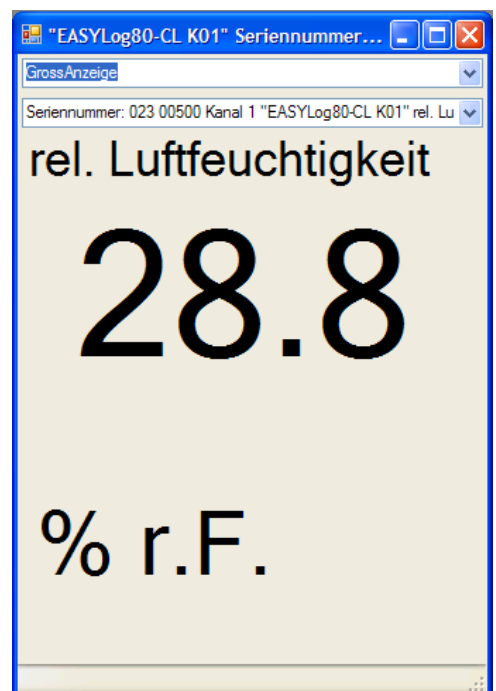 "EASYLog80-CL K01" Seriennummer...
GrossAnzeige
Seriennummer: 023 00500 Kanal 1 "EASYLog80-CL K01" rel. Lu
rel. Luftfeuchtigkeit
28.8
% r.F.